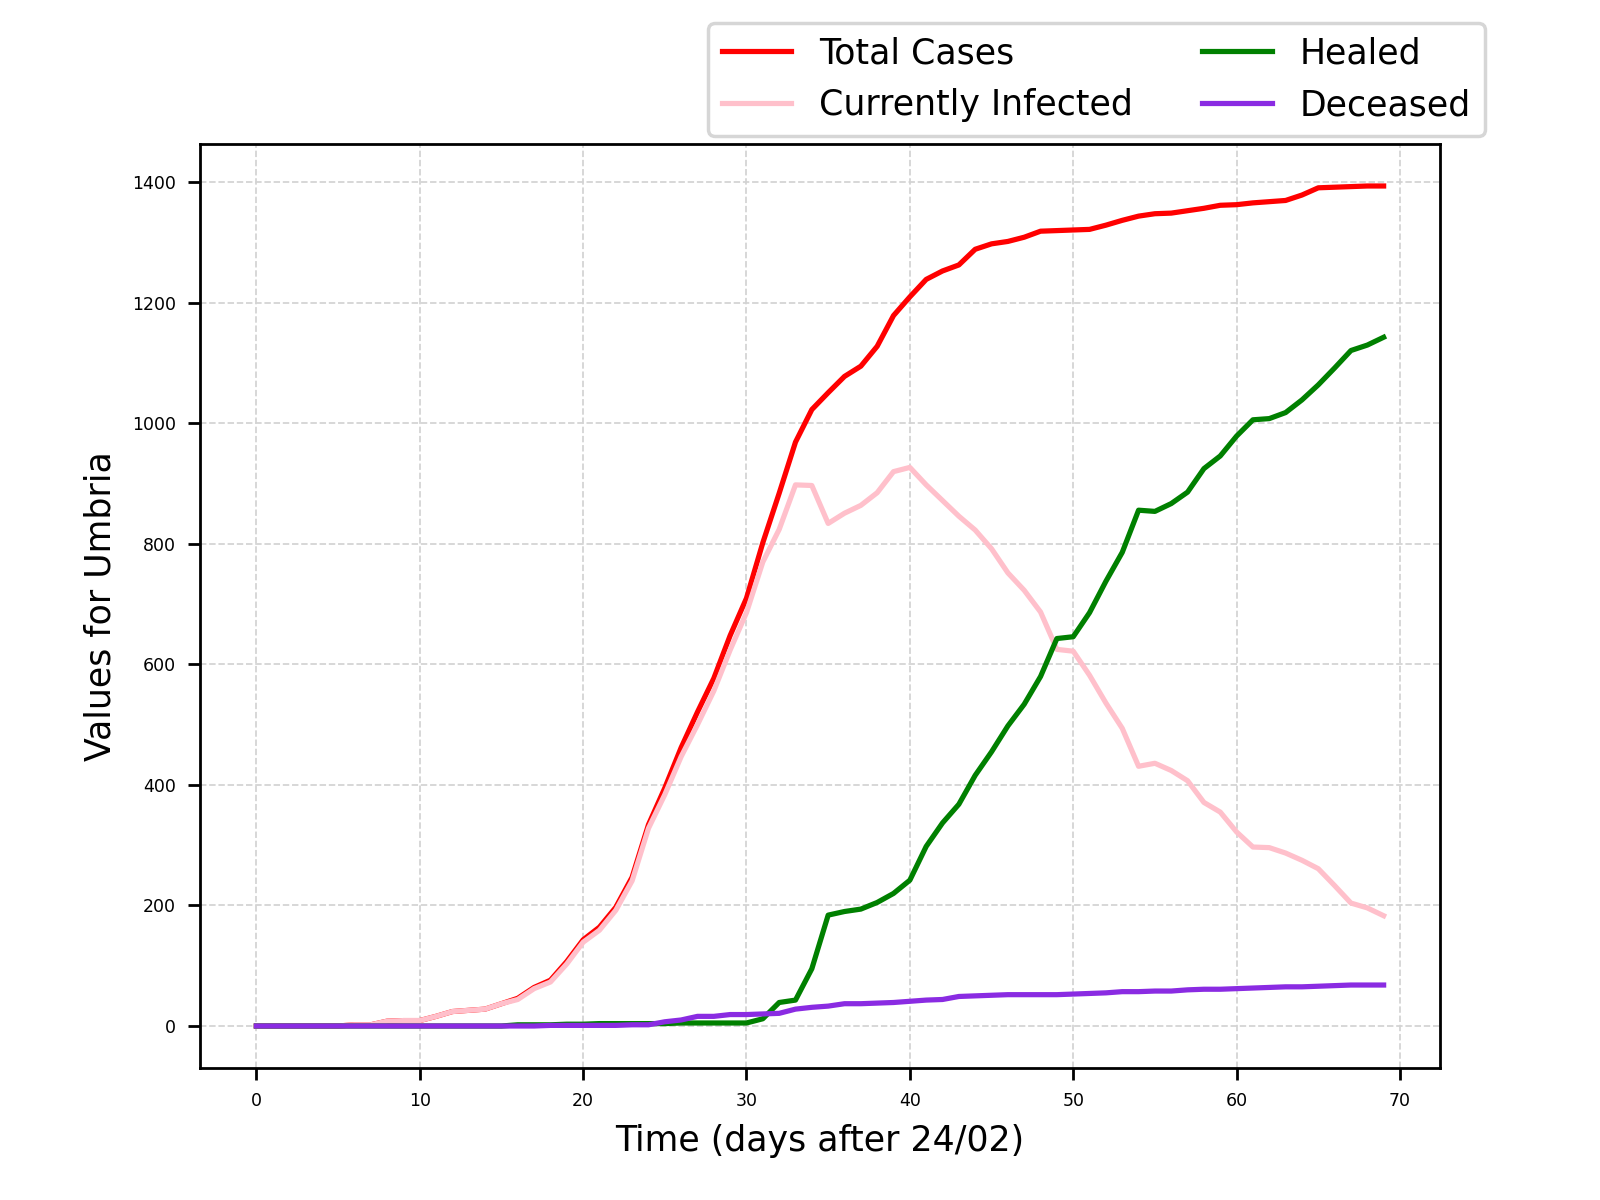 Total Cases
Currently Infected
Healed
Deceased
1400
1200
1000
800
600
400
200
0
Values for Umbria
0 10 20 30 40 50 60 70
Time (days after 24/02)